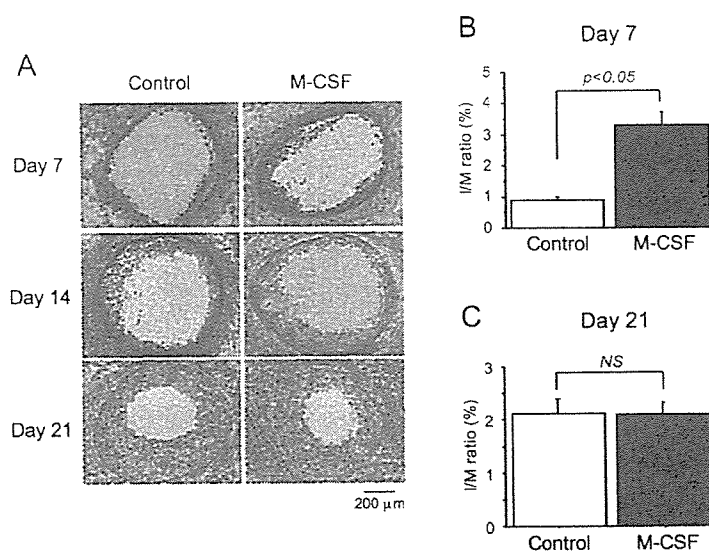 A
Control M-CSF
Day 7
Day 14
Day 21
200 μm
B
Day 7
I/M ratio (%)
5
4
3
2
1
0
p<0.05
Control M-CSF
C
Day 21
I/M ratio (%)
3
2
1
0
NS
Control M-CSF